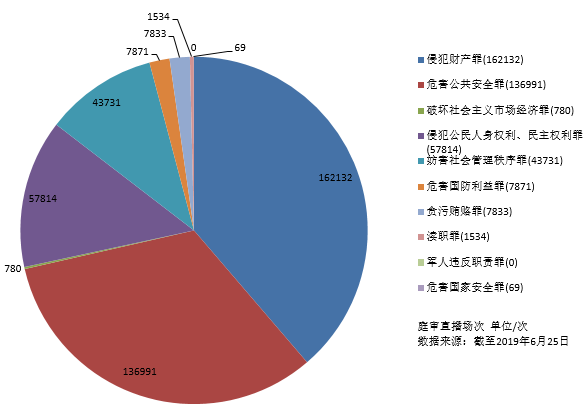 1534
7833
7871
0
69
43731
162132
57814
780
136991
侵犯财产罪(162132)
危害公共安全罪(136991)
破坏社会主义市场经济罪(780)
侵犯公民人身权利、民主权利罪
(57814)
妨害社会管理秩序罪(43731)
危害国防利益罪(7871)
贪污贿赂罪(7833)
渎职罪(1534)
军人违反职责罪(0)
危害国家安全罪(69)
庭审直播场次 单位/次
数据来源：截至2019年6月25日